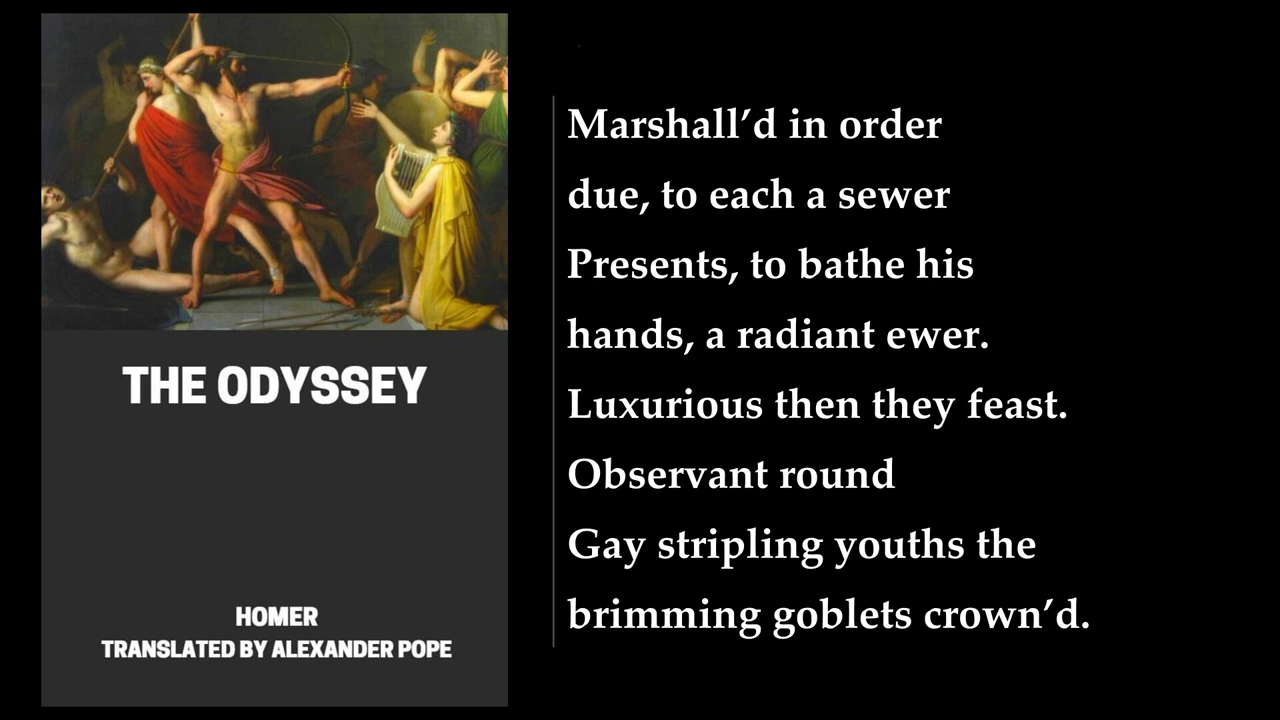 THE ODYSSEY
HOMER
TRANSLATED BY ALEXANDER POPE
Marshall’d in order
due, to each a sewer
Presents, to bathe his
hands, a radiant ewer.
Luxurious then they feast.
Observant round
Gay stripling youths the
brimming goblets crown’d.